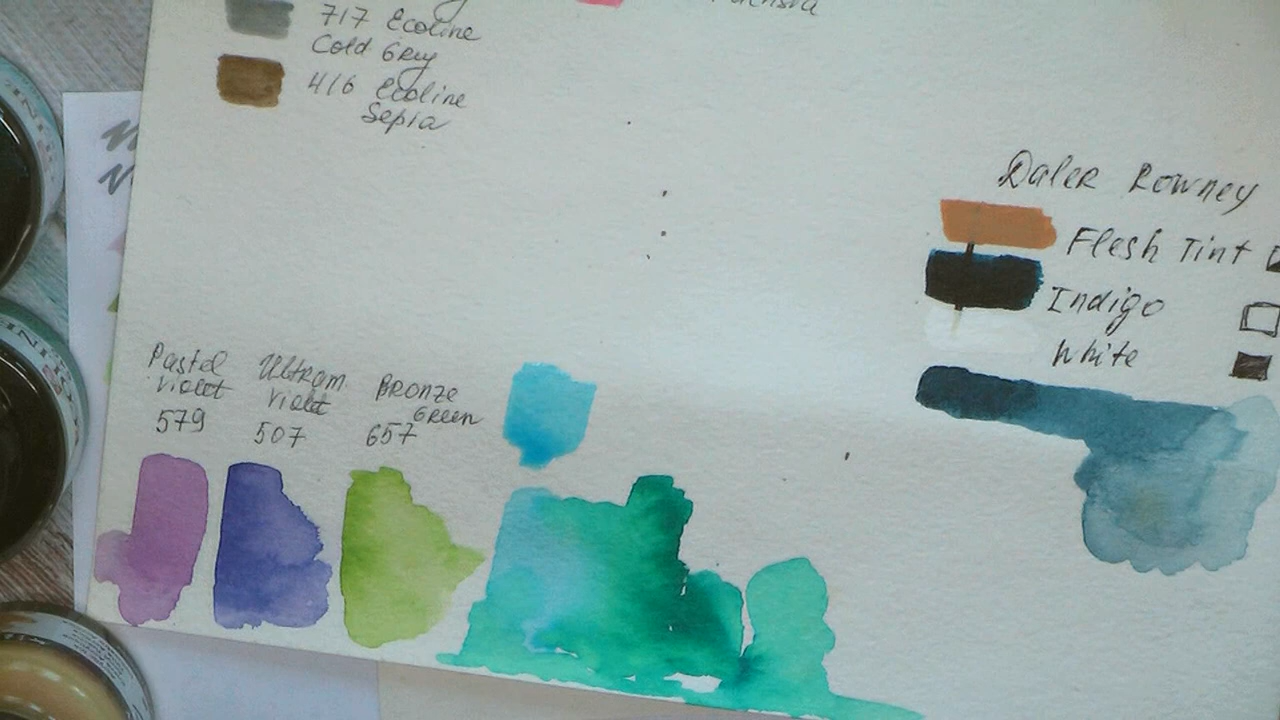 717 Ecoline
Cold Grey
416 Ecoline
Sepia
Daler Rowney
Flesh Tint
Indigo
White
Pastel
Violet
579
Ultram
Violet
507
Bronze
Green
657